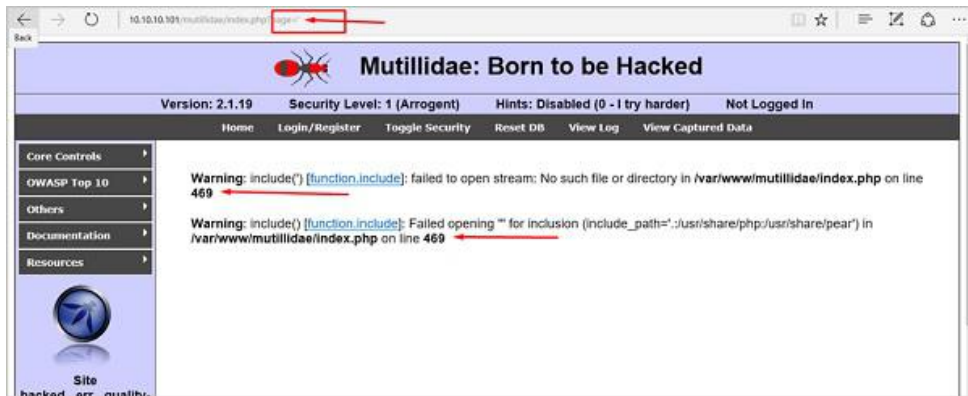 10.10.10.101/mutillidae/index.php?page='
Back
Mutillidae: Born to be Hacked
Version: 2.1.19 Security Level: 1 (Arrogent) Hints: Disabled (0 - I try harder) Not Logged In
Home Login/Register Toggle Security Reset DB View Log View Captured Data
Core Controls
OWASP Top 10
Others
Documentation
Resources
Warning: include(') [function.include]: failed to open stream: No such file or directory in /var/www/mutillidae/index.php on line
469
Warning: include() [function.include]: Failed opening ''' for inclusion (include_path='.:/usr/share/php:/usr/share/pear') in
/var/www/mutillidae/index.php on line 469
Site
hacked...err...quality-